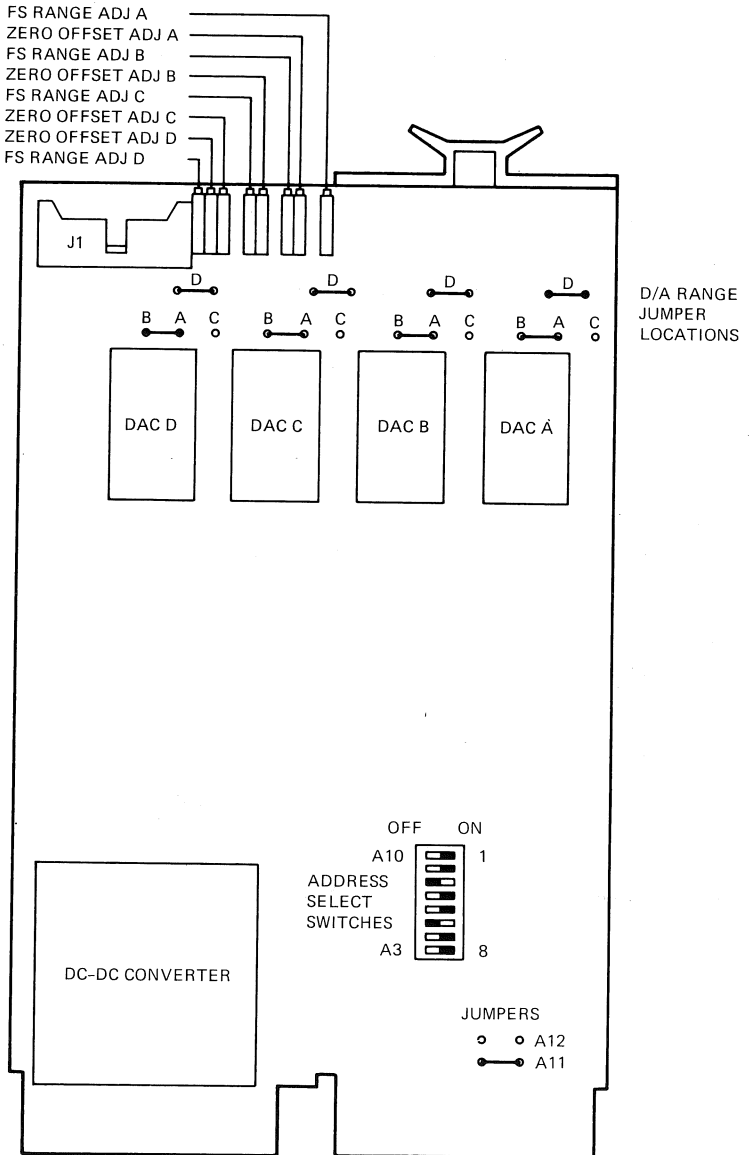 FS RANGE ADJ A
ZERO OFFSET ADJ A
FS RANGE ADJ B
ZERO OFFSET ADJ B
FS RANGE ADJ C
ZERO OFFSET ADJ C
ZERO OFFSET ADJ D
FS RANGE ADJ D
J1
D D D D
B A C B A C B A C B A C
D/A RANGE
JUMPER
LOCATIONS
DAC D DAC C DAC B DAC A
OFF ON
A10 1
ADDRESS
SELECT
SWITCHES
A3 8
DC-DC CONVERTER
JUMPERS
A12
A11